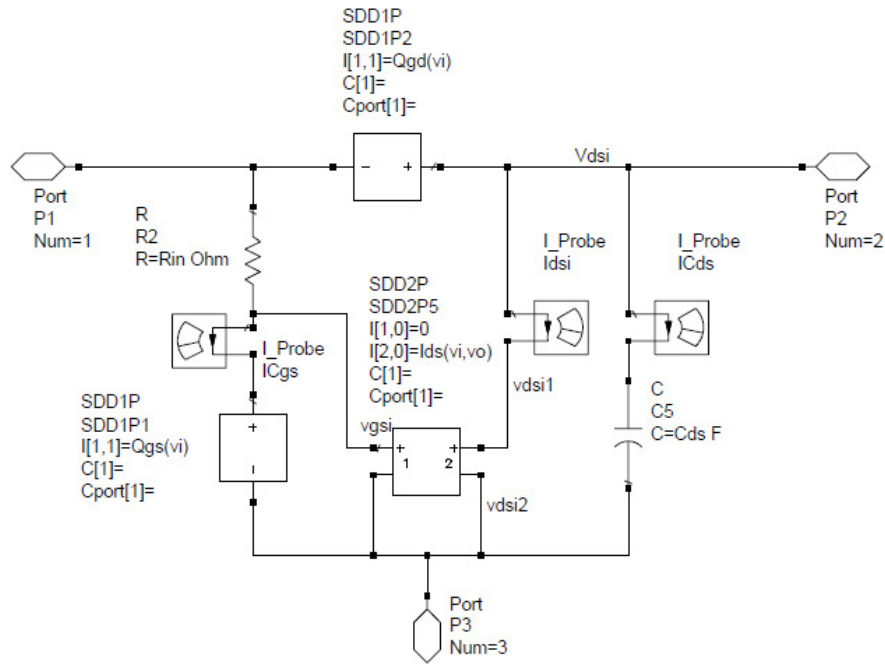 SDD1P
SDD1P2
I[1,1]=Qgd(vi)
C[1]=
Cport[1]=
- +
Vdsi
Port
P1
Num=1
Port
P2
Num=2
R
R2
R=Rin Ohm
I_Probe
Idsi
I_Probe
ICds
SDD2P
SDD2P5
I[1,0]=0
I[2,0]=Ids(vi,vo)
C[1]=
Cport[1]=
I_Probe
ICgs
SDD1P
SDD1P1
I[1,1]=Qgs(vi)
C[1]=
Cport[1]=
+
-
vgsi
vdsi1
+ +
1 2
vdsi2
C
C5
C=Cds F
Port
P3
Num=3